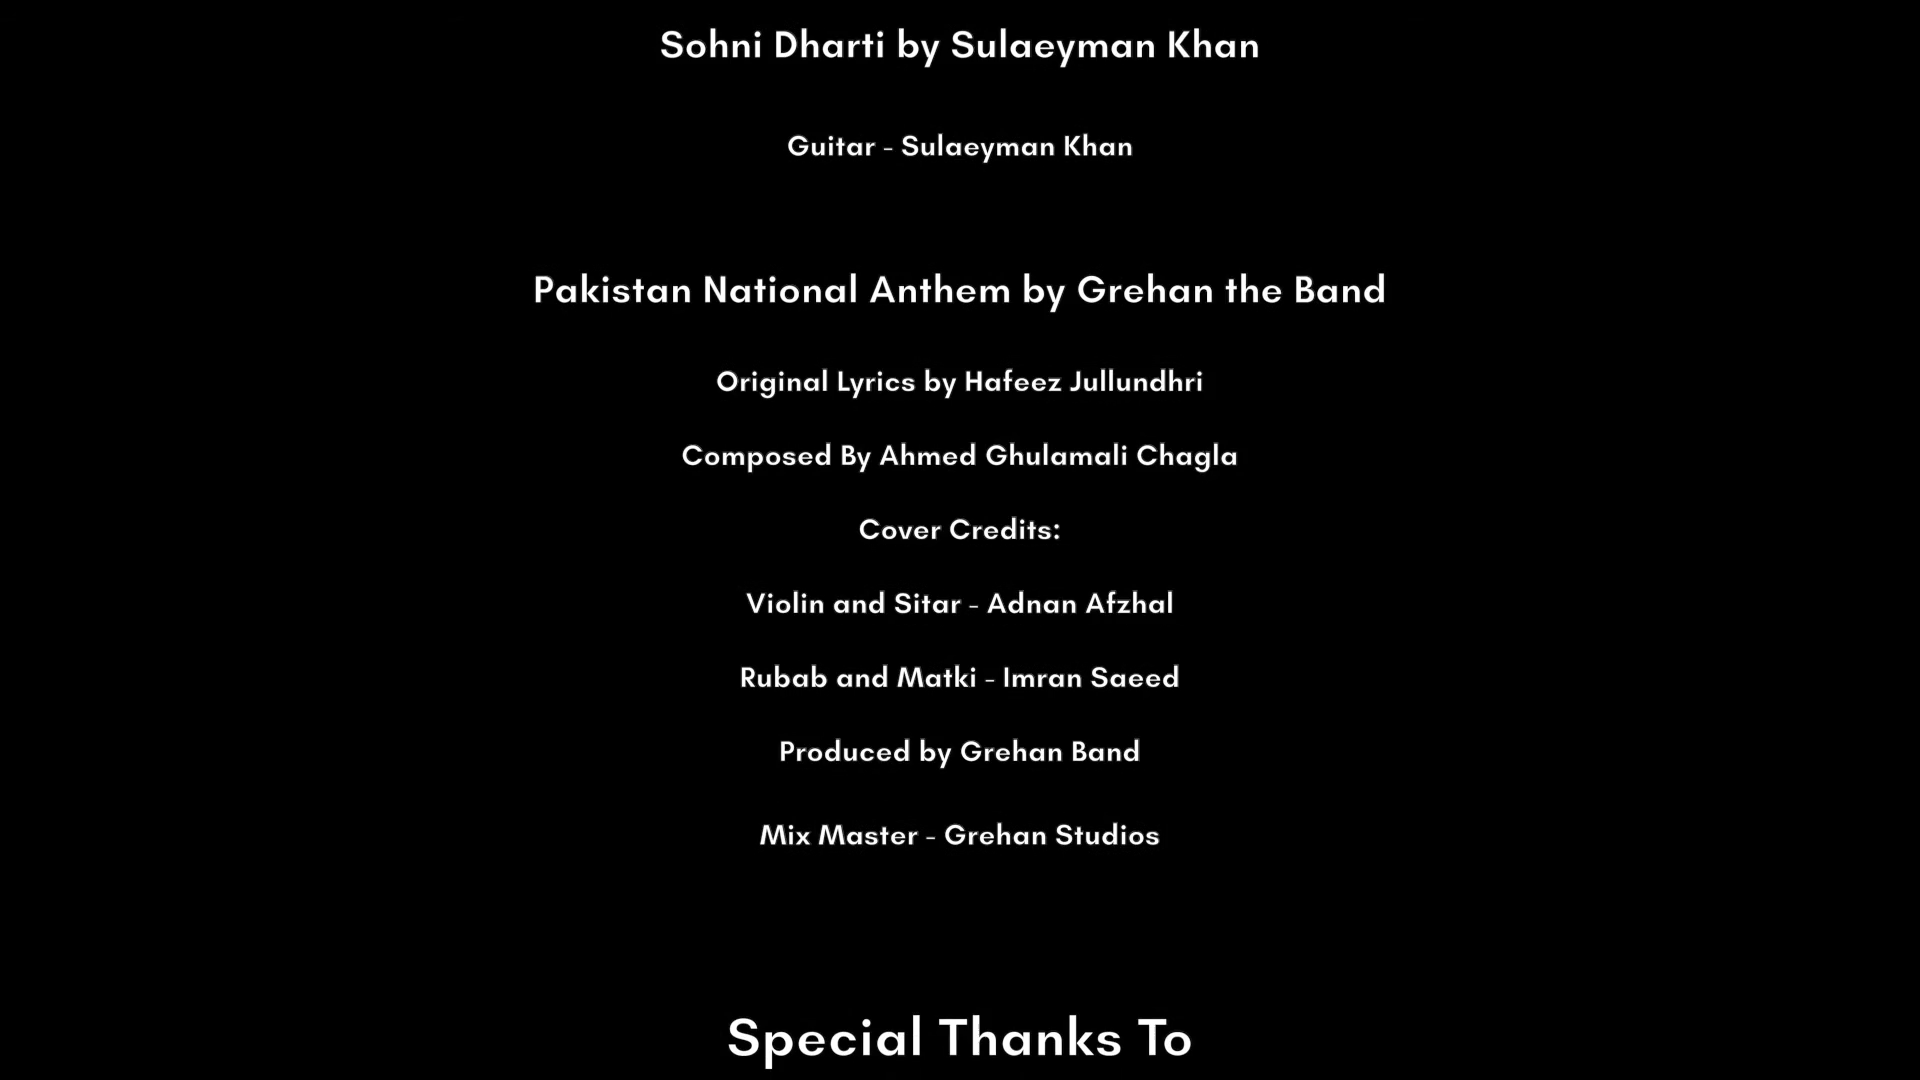 Sohni Dharti by Sulaeyman Khan
Guitar - Sulaeyman Khan
Pakistan National Anthem by Grehan the Band
Original Lyrics by Hafeez Jullundhri
Composed By Ahmed Ghulamali Chagla
Cover Credits:
Violin and Sitar - Adnan Afzhal
Rubab and Matki - Imran Saeed
Produced by Grehan Band
Mix Master - Grehan Studios
Special Thanks To